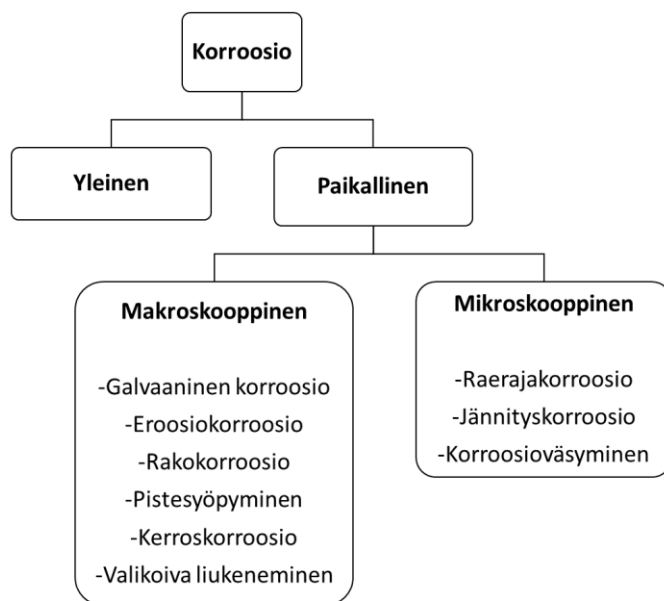 Korroosio
Yleinen
Paikallinen
Makroskooppinen
-Galvaaninen korroosio
-Eroosiokorroosio
-Rakokorroosio
-Pistesyöpyminen
-Kerroskorroosio
-Valikoiva liukeneminen
Mikroskooppinen
-Raerajakorroosio
-Jännityskorroosio
-Korroosioväsyminen